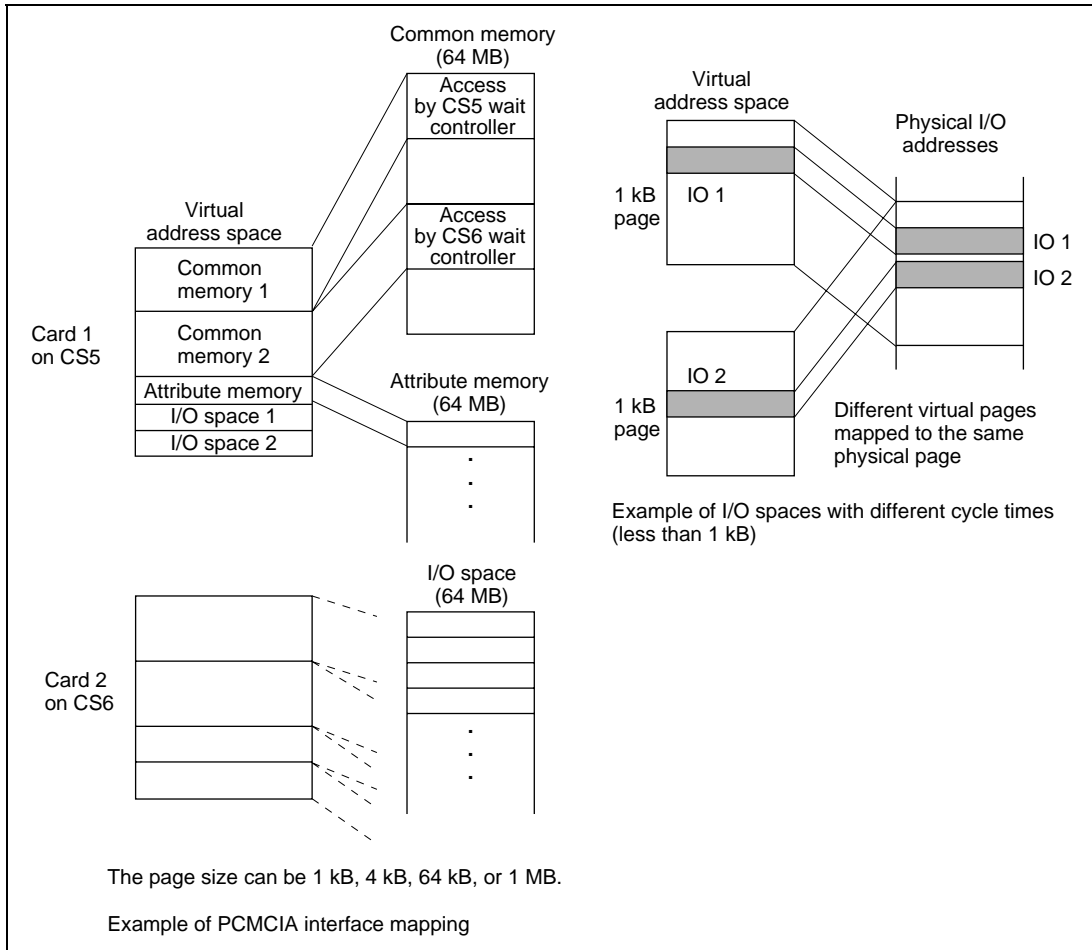 Common memory
(64 MB)
Access
by CS5 wait
controller
Access
by CS6 wait
controller
Virtual
address space
Common
memory 1
Common
memory 2
Attribute memory
I/O space 1
I/O space 2
Card 1
on CS5
Attribute memory
(64 MB)
I/O space
(64 MB)
Card 2
on CS6
Virtual
address space
Physical I/O
addresses
1 kB
page
IO 1
IO 1
IO 2
IO 2
1 kB
page
Different virtual pages
mapped to the same
physical page
Example of I/O spaces with different cycle times
(less than 1 kB)
The page size can be 1 kB, 4 kB, 64 kB, or 1 MB.
Example of PCMCIA interface mapping